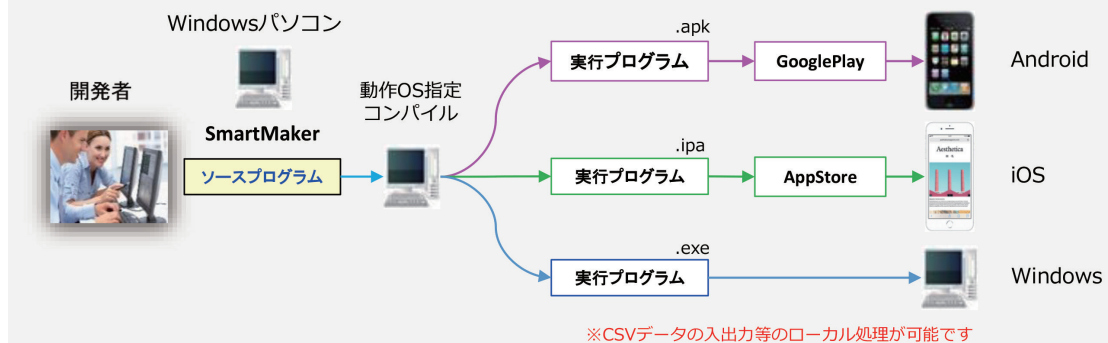 Windowsパソコン
開発者
SmartMaker
ソースプログラム
動作OS指定
コンパイル
.apk
実行プログラム
GooglePlay
Android
.ipa
実行プログラム
AppStore
Aesthetica
iOS
.exe
実行プログラム
Windows
※CSVデータの入出力等のローカル処理が可能です